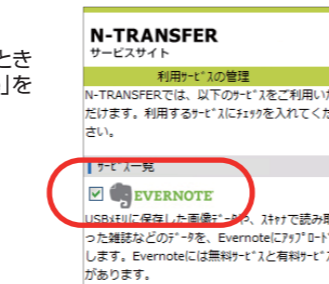 とき
」を
N-TRANSFER
サービスサイト
利用ｻｰﾋﾞｽの管理
N-TRANSFERでは、以下のｻｰﾋﾞｽをご利用いた
だけます。利用するｻｰﾋﾞｽにﾁｪｯｸを入れてくだ
さい。
ｻｰﾋﾞｽ一覧
EVERNOTE
USBﾒﾓﾘに保存した画像ﾃﾞｰﾀや、ｽｷｬﾅで読み取
った雑誌などのﾃﾞｰﾀを、Evernoteにｱｯﾌﾟﾛｰﾄﾞ
します。Evernoteには無料ｻｰﾋﾞｽと有料ｻｰﾋﾞｽ
があります。